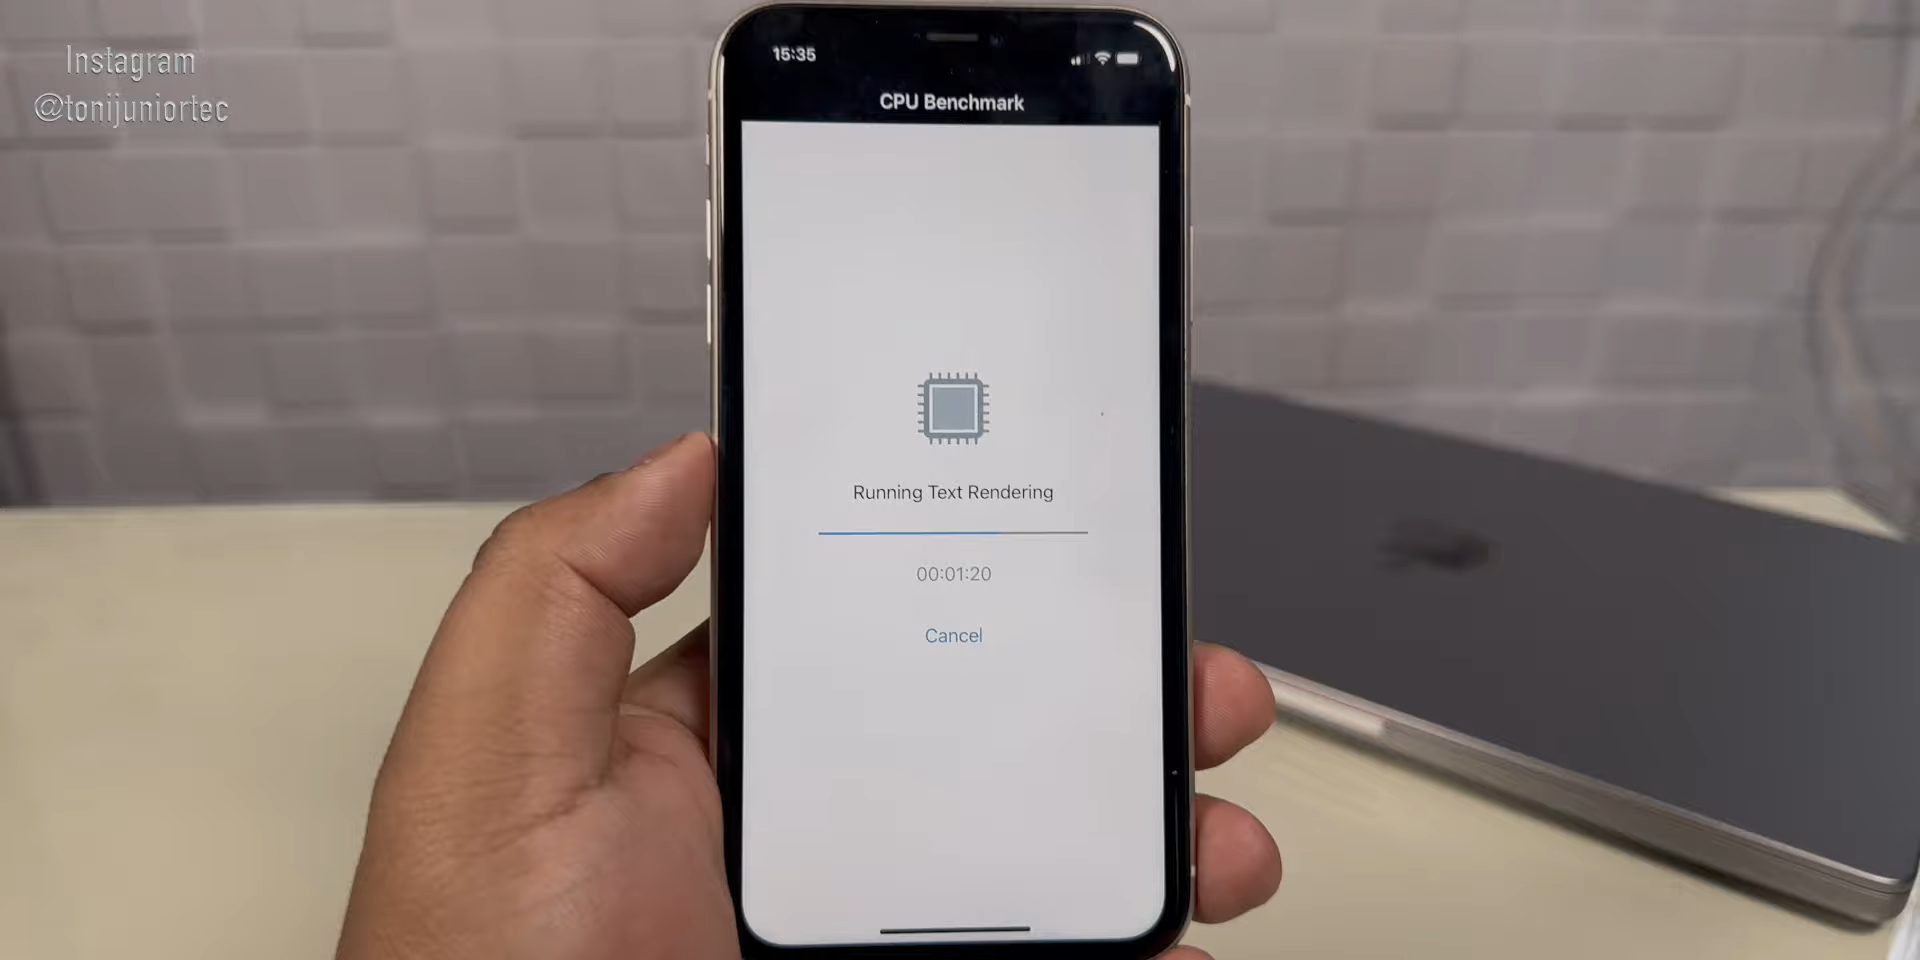 Instagram
@tonijuniortec
15:35
CPU Benchmark
Running Text Rendering
00:01:20
Cancel